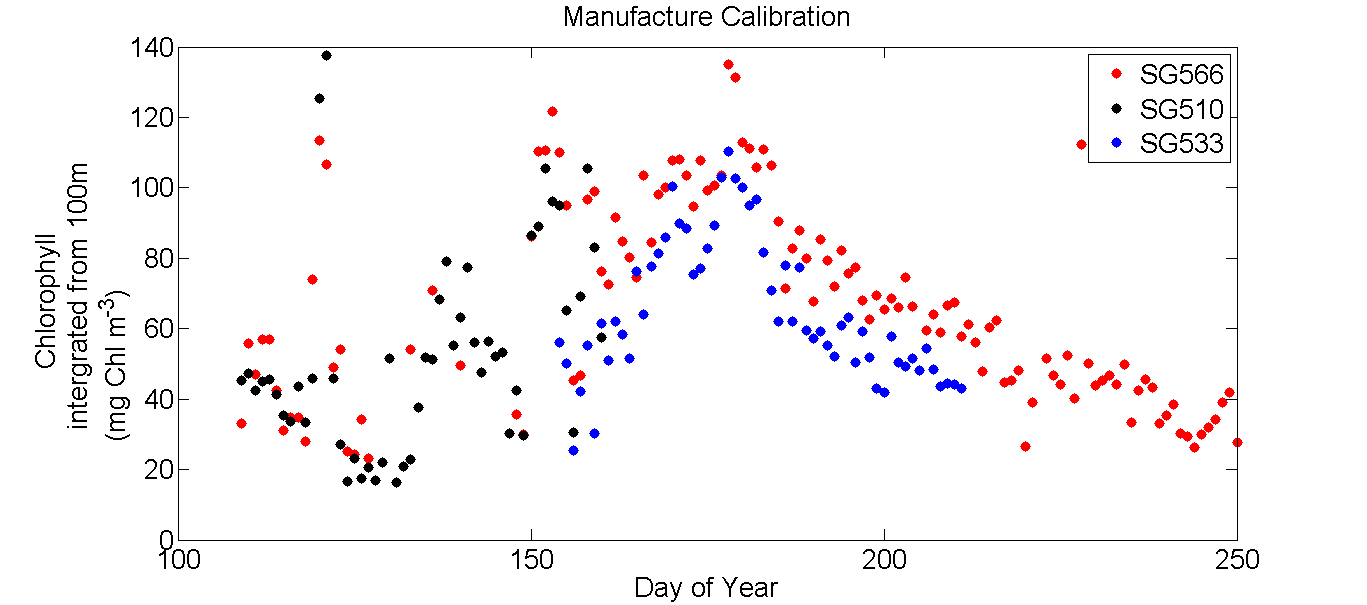 Manufacture Calibration
140
120
100
80
60
40
20
0
Chlorophyll
intergrated from 100m
(mg Chl m-3)
SG566
SG510
SG533
100 150 200 250
Day of Year